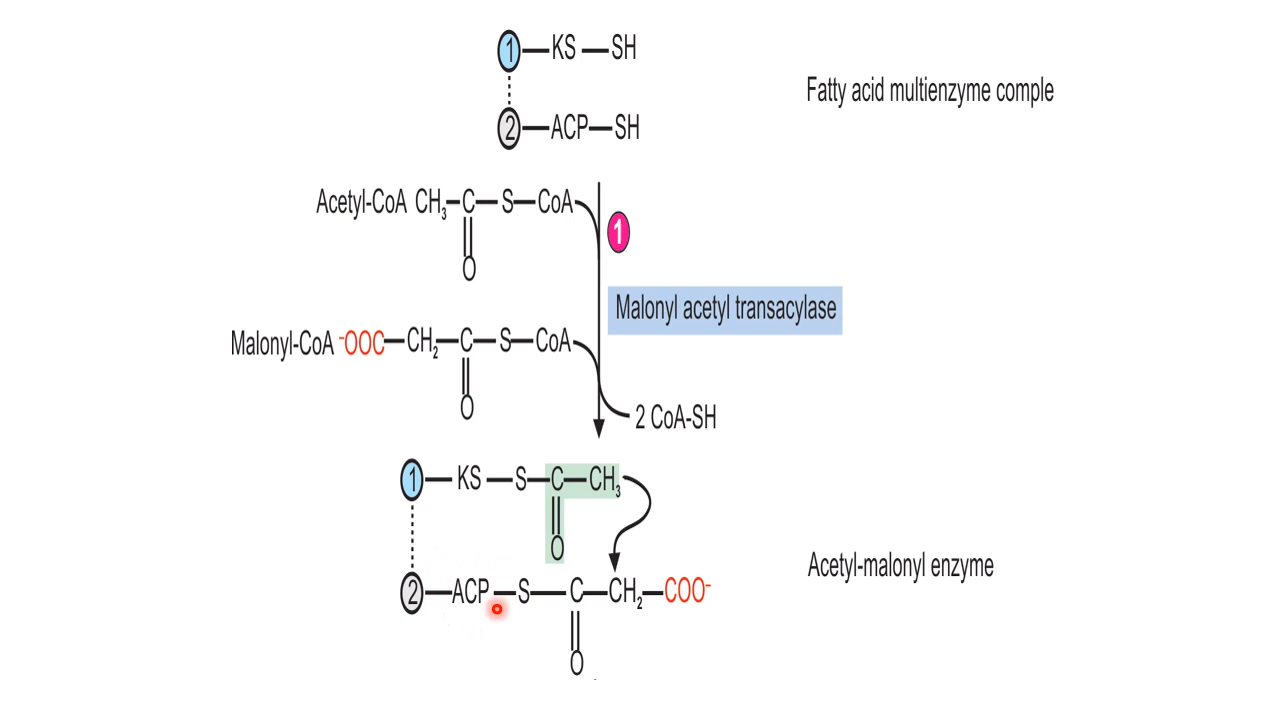 1 KS SH
Fatty acid multienzyme comple
2 ACP SH
Acetyl-CoA CH3 C S CoA
O
1
Malonyl acetyl transacylase
Malonyl-CoA -OOC CH2 C S CoA
O
2 CoA-SH
1 KS S C CH3
O
Acetyl-malonyl enzyme
2 ACP S C CH2 COO-
O